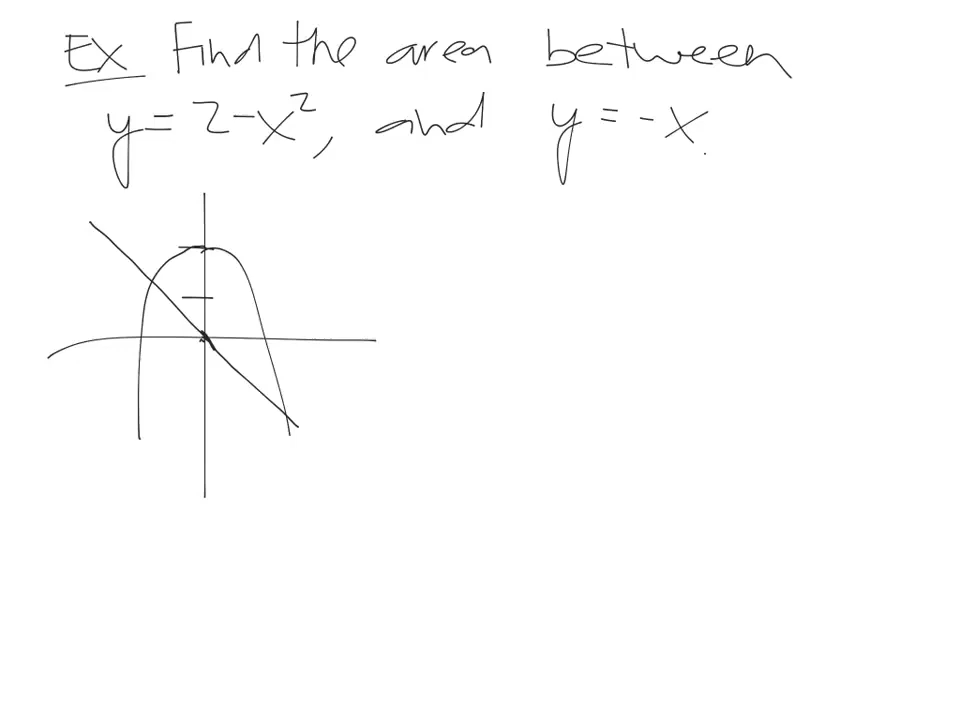 Ex Find the area between
y = 2 - x², and y = -x.